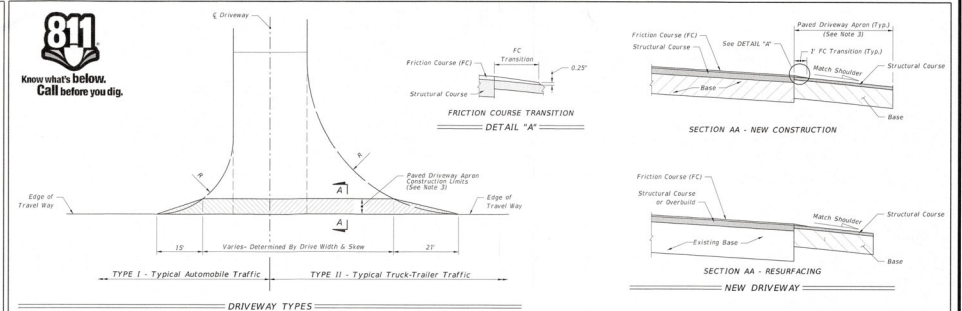 811
Know what's below.
Call before you dig.
℄ Driveway
R
R
Edge of
Travel Way
Edge of
Travel Way
A
A
Paved Driveway Apron
Construction Limits
(See Note 3)
15'
Varies- Determined By Drive Width & Skew
21'
TYPE I - Typical Automobile Traffic
TYPE II - Typical Truck-Trailer Traffic
DRIVEWAY TYPES
FC
Transition
Friction Course (FC)
0.25"
Structural Course
FRICTION COURSE TRANSITION
DETAIL "A"
Paved Driveway Apron (Typ.)
(See Note 3)
Friction Course (FC)
Structural Course
See DETAIL "A"
1' FC Transition (Typ.)
Match Shoulder
Structural Course
Base
Base
SECTION AA - NEW CONSTRUCTION
Friction Course (FC)
Structural Course
or Overbuild
Match Shoulder
Structural Course
Existing Base
Base
SECTION AA - RESURFACING
NEW DRIVEWAY